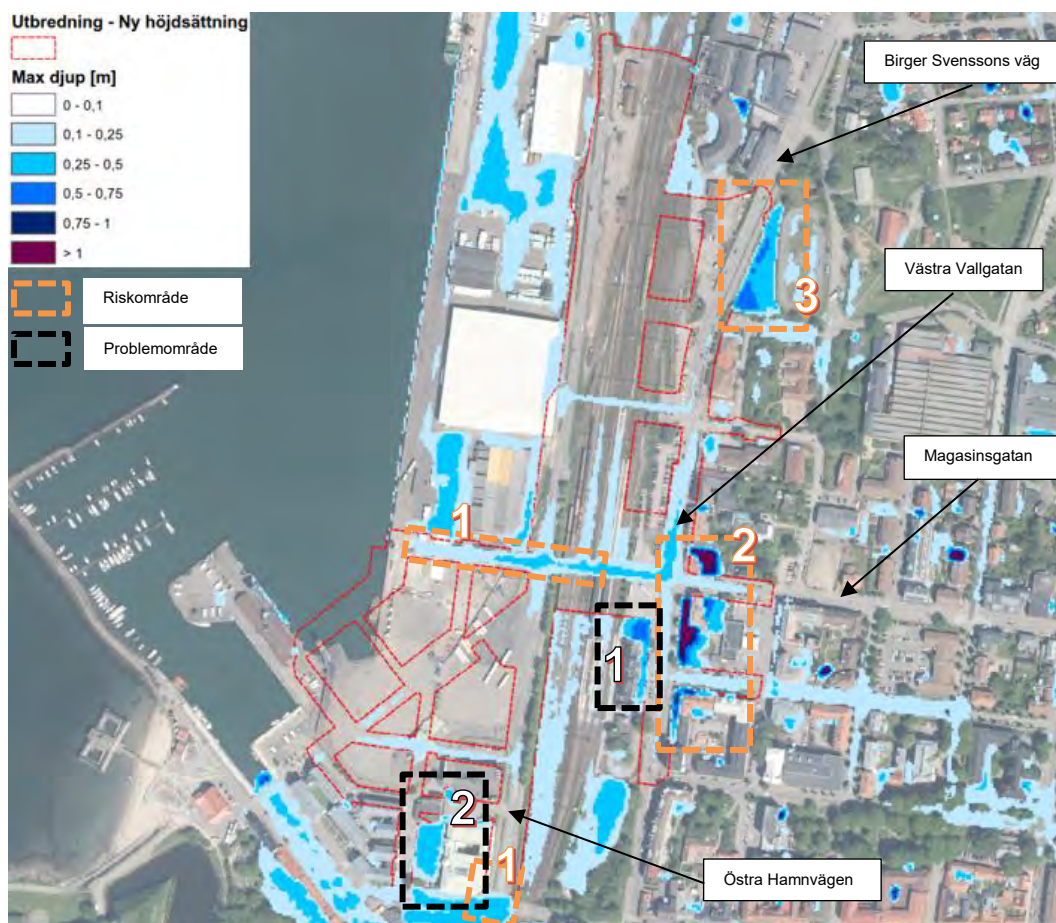 Utbredning - Ny höjdsättning
Max djup [m]
0 - 0,1
0,1 - 0,25
0,25 - 0,5
0,5 - 0,75
0,75 - 1
> 1
Riskområde
Problemområde
Birger Svenssons väg
Västra Vallgatan
Magasinsgatan
Östra Hamnvägen
3
1
2
1
2
1